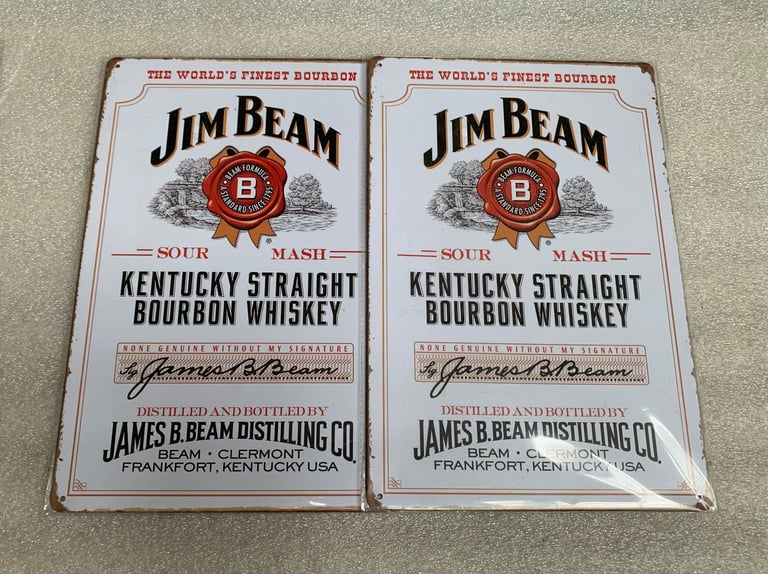 THE WORLD'S FINEST BOURBON
JIM BEAM
BEAM FORMULA
B
A STANDARD SINCE 1795
®
SOUR MASH
KENTUCKY STRAIGHT
BOURBON WHISKEY
NONE GENUINE WITHOUT MY SIGNATURE
James B. Beam
DISTILLED AND BOTTLED BY
JAMES B. BEAM DISTILLING CO.
BEAM • CLERMONT
FRANKFORT, KENTUCKY USA
THE WORLD'S FINEST BOURBON
JIM BEAM
BEAM FORMULA
B
A STANDARD SINCE 1795
®
SOUR MASH
KENTUCKY STRAIGHT
BOURBON WHISKEY
NONE GENUINE WITHOUT MY SIGNATURE
James B. Beam
DISTILLED AND BOTTLED BY
JAMES B. BEAM DISTILLING CO.
BEAM • CLERMONT
FRANKFORT, KENTUCKY USA